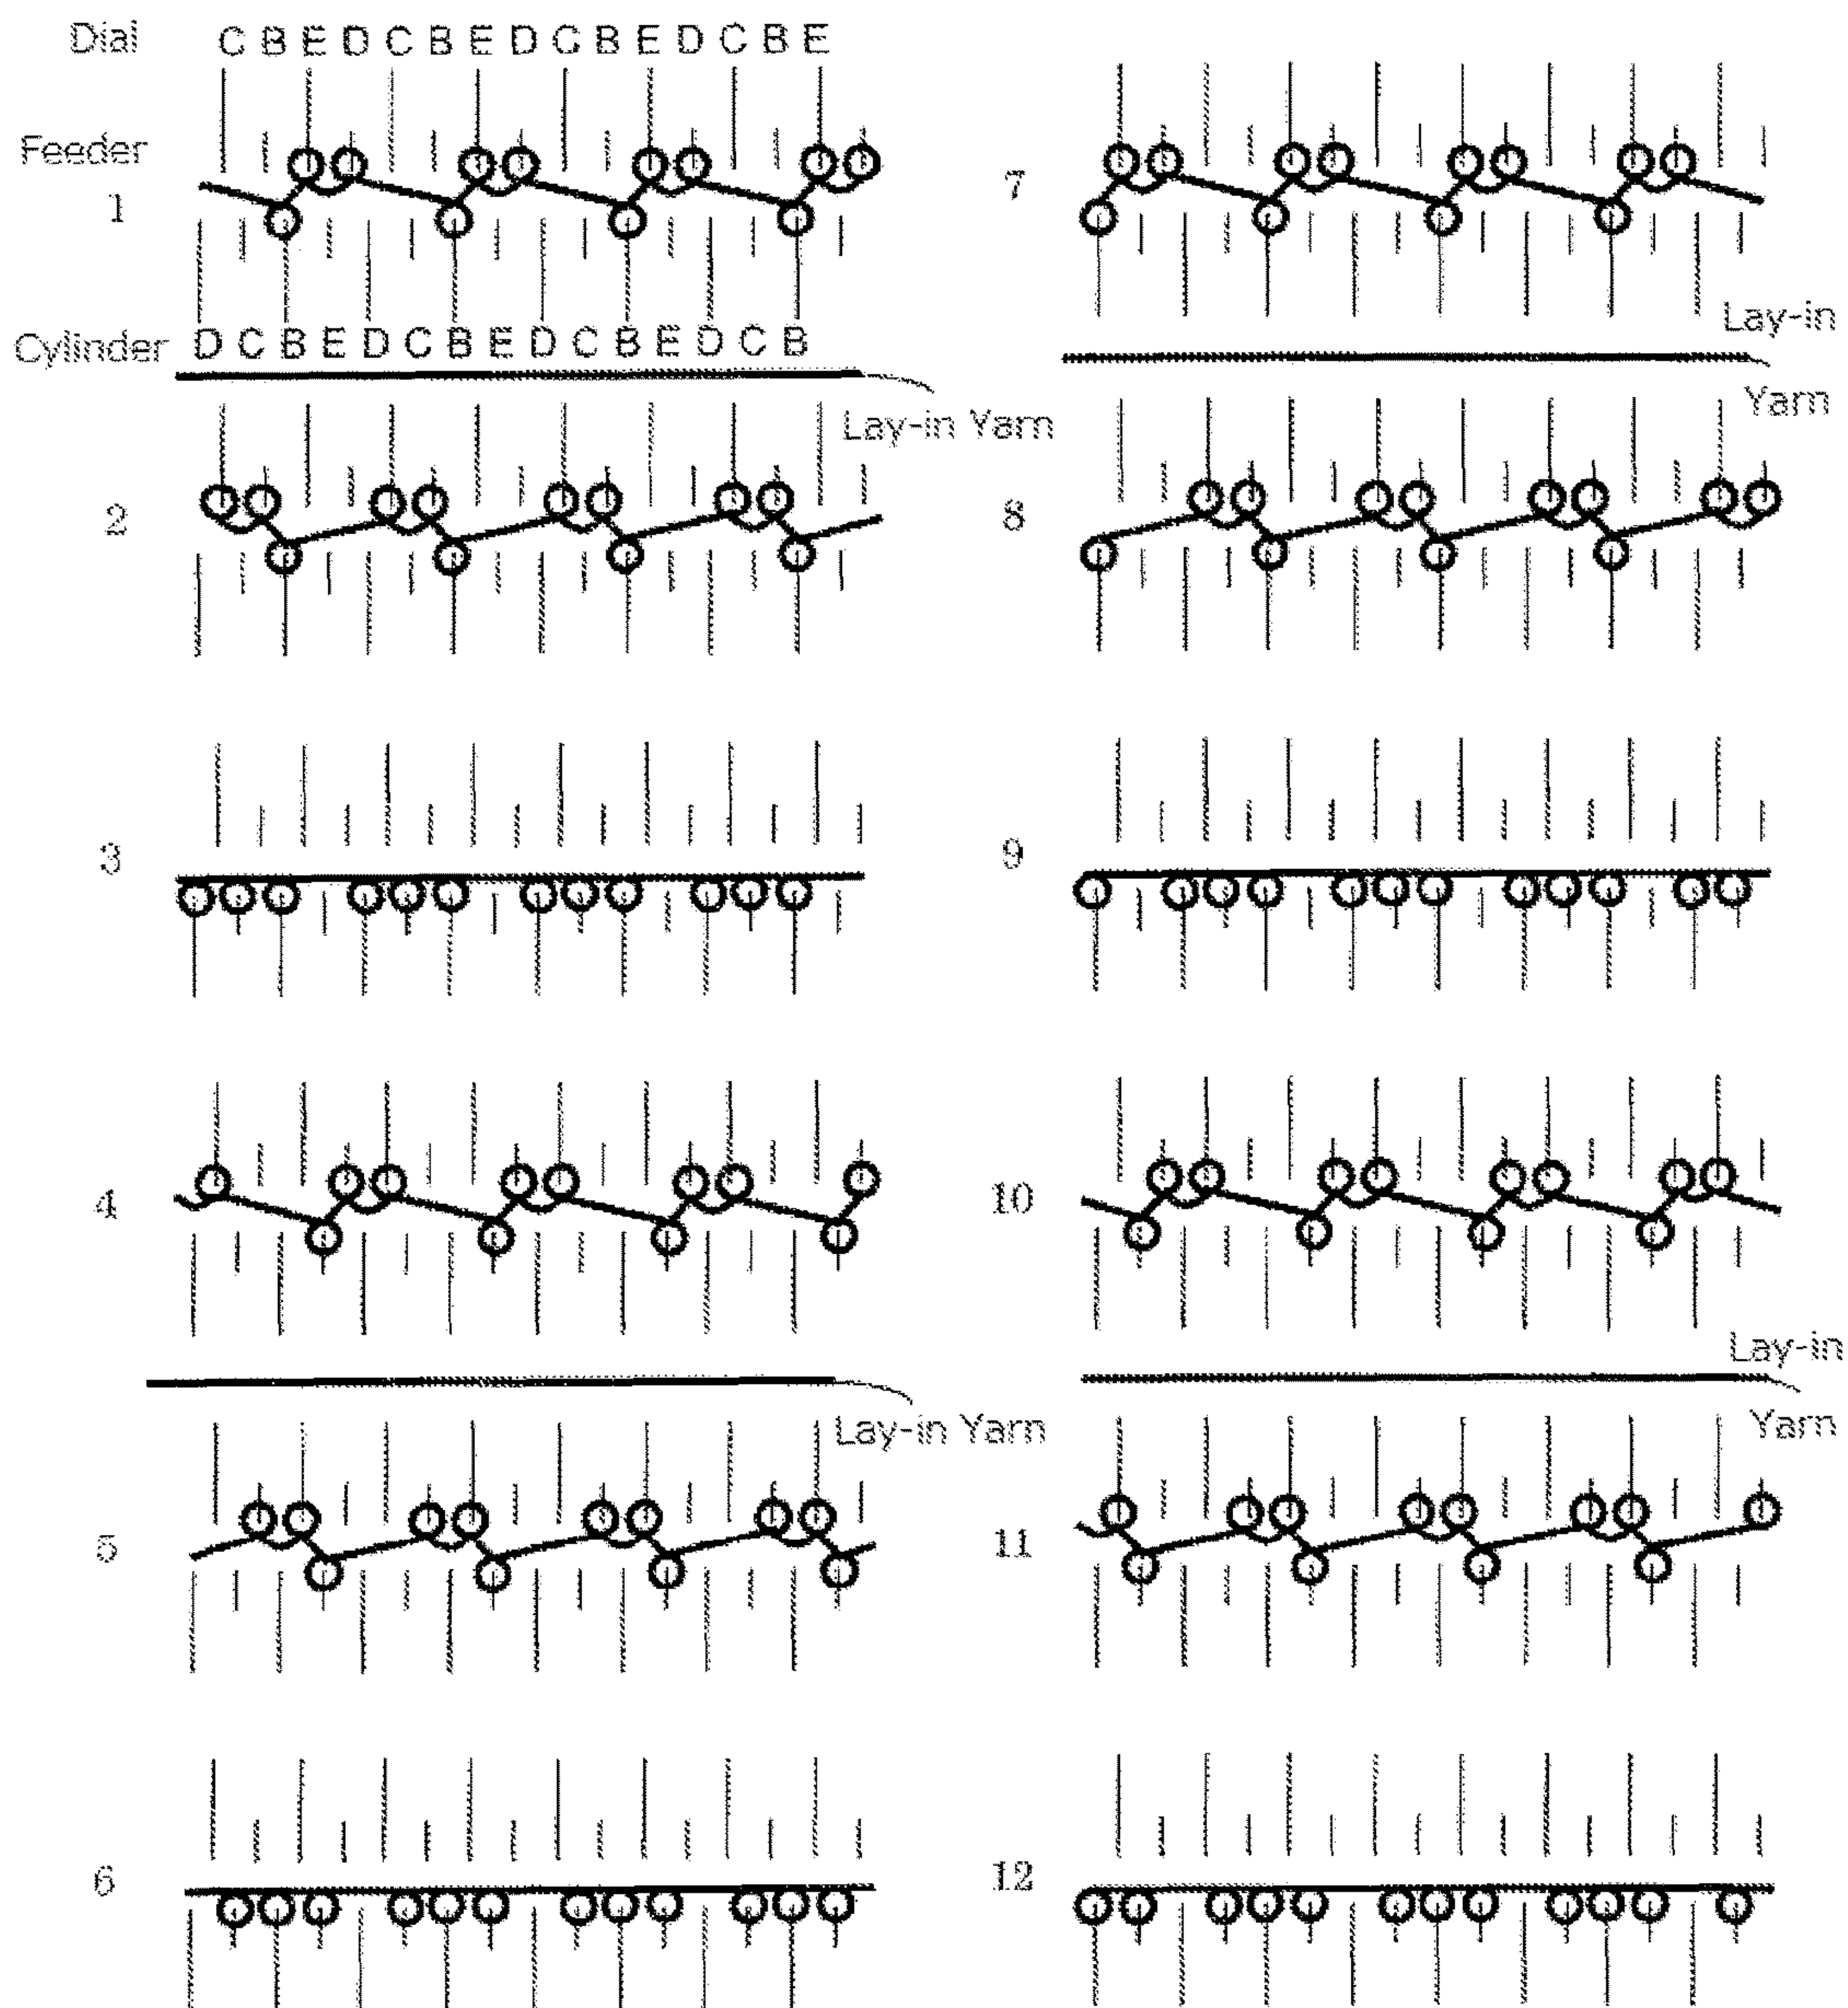 Dial C B E D C B E D C B E D C B E
Feeder
1
Cylinder D C B E D C B E D C B E D C B
Lay-in Yarn
2
3
4
Lay-in Yarn
5
6
7
Lay-in
Yarn
8
9
10
Lay-in
Yarn
11
12